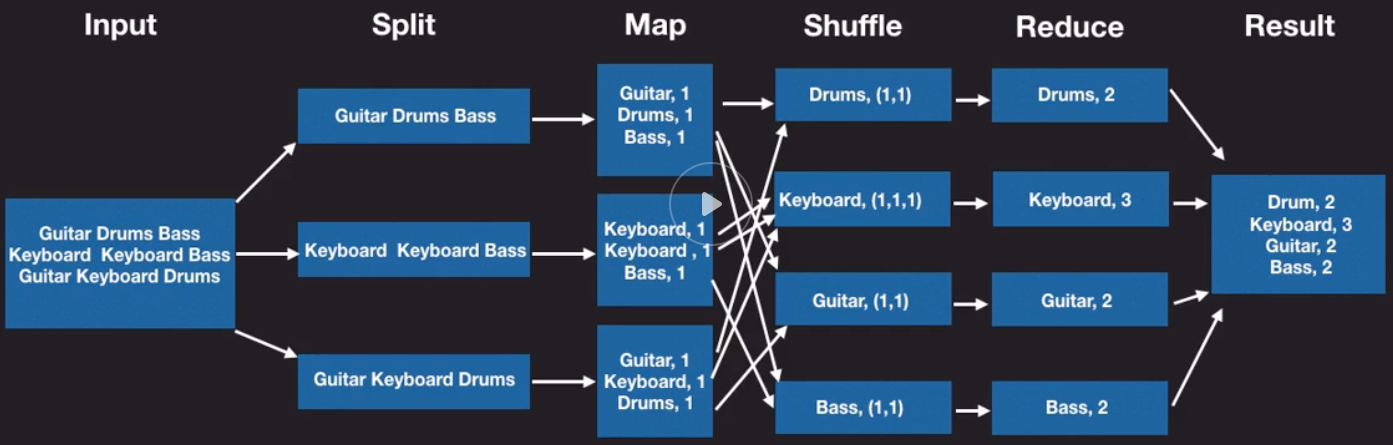 Input
Split
Map
Shuffle
Reduce
Result
Guitar Drums Bass
Keyboard  Keyboard Bass
Guitar Keyboard Drums
Guitar Drums Bass
Keyboard  Keyboard Bass
Guitar Keyboard Drums
Guitar, 1
Drums, 1
Bass, 1
Keyboard, 1
Keyboard , 1
Bass, 1
Guitar, 1
Keyboard, 1
Drums, 1
Drums, (1,1)
Keyboard, (1,1,1)
Guitar, (1,1)
Bass, (1,1)
Drums, 2
Keyboard, 3
Guitar, 2
Bass, 2
Drum, 2
Keyboard, 3
Guitar, 2
Bass, 2